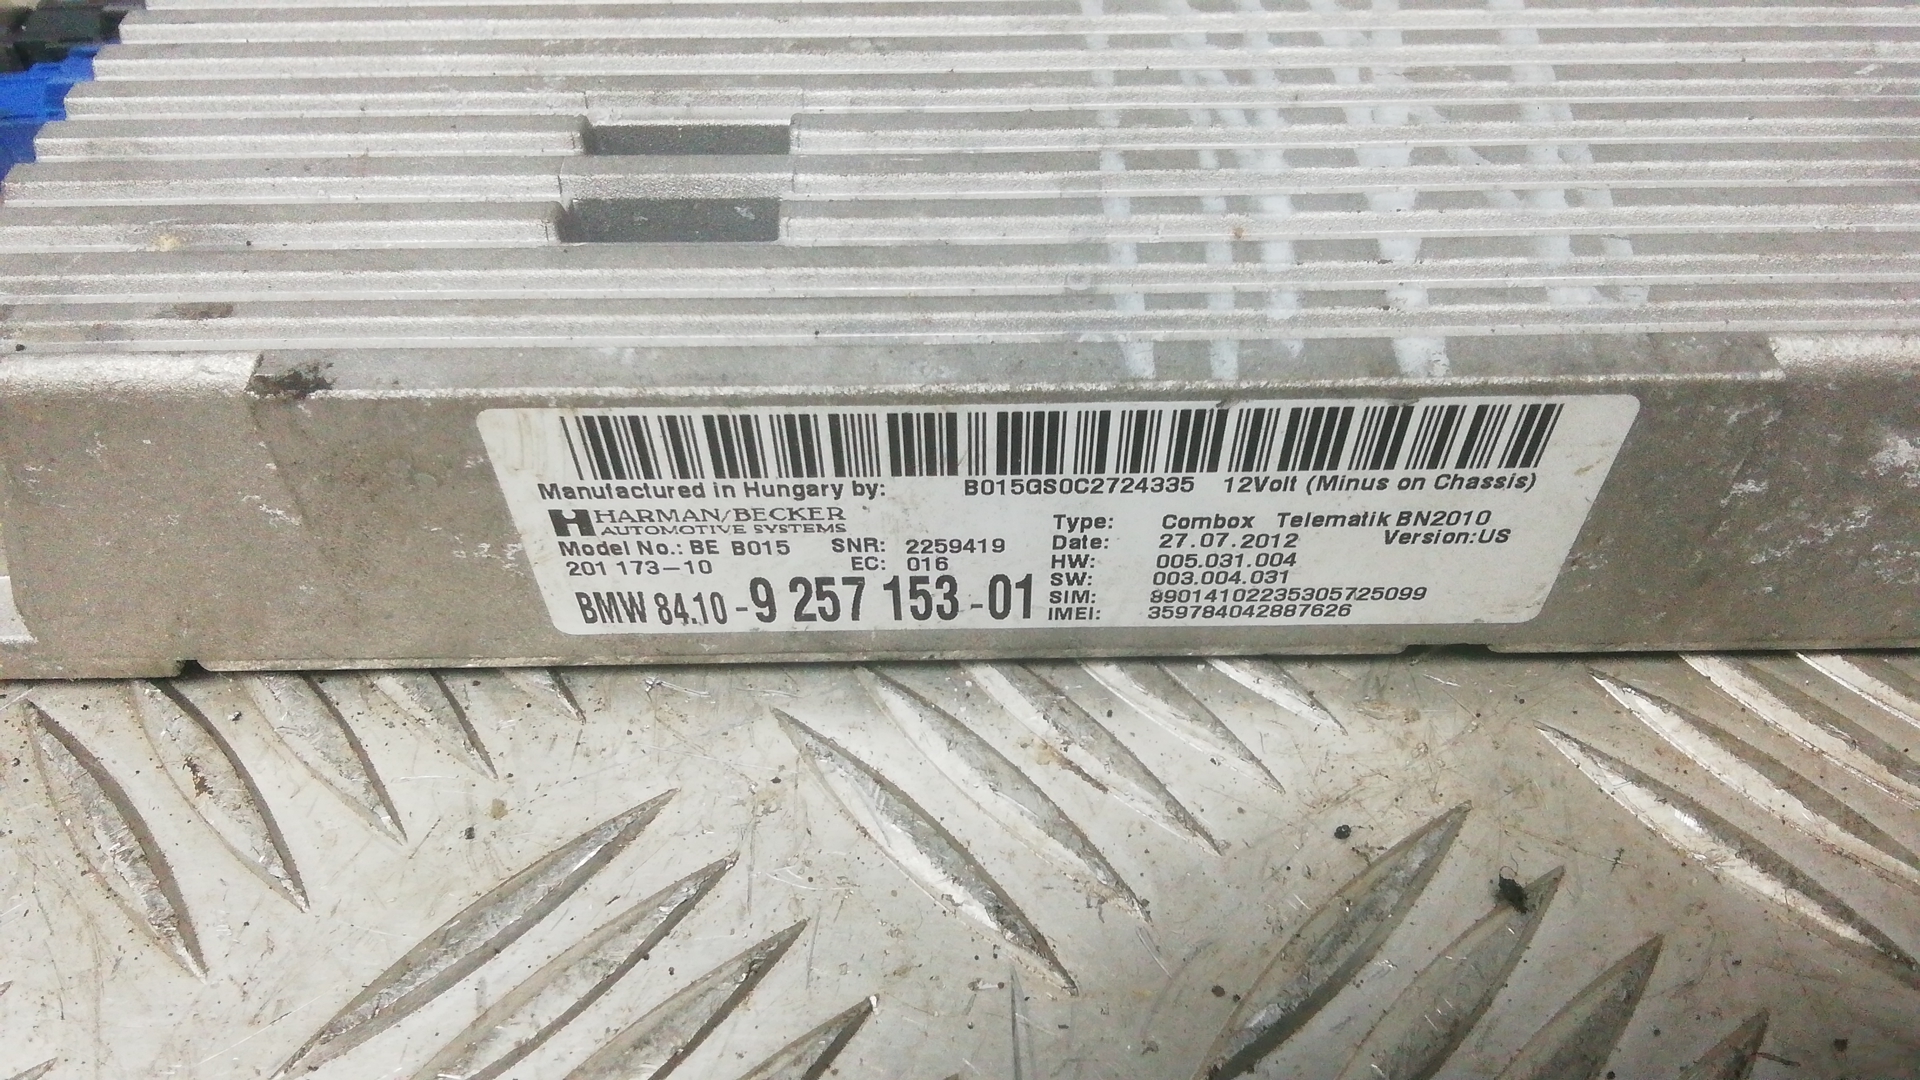 Manufactured in Hungary by: B015GS0C2724335 12Volt (Minus on Chassis)
HARMAN/BECKER
AUTOMOTIVE SYSTEMS
Model No.: BE B015 SNR: 2259419
201 173-10 EC: 016
BMW 84.10-9 257 153-01
Type: Combox Telematik BN2010
Date: 27.07.2012 Version:US
HW: 005.031.004
SW: 003.004.031
SIM: 89014102235305725099
IMEI: 359784042887626